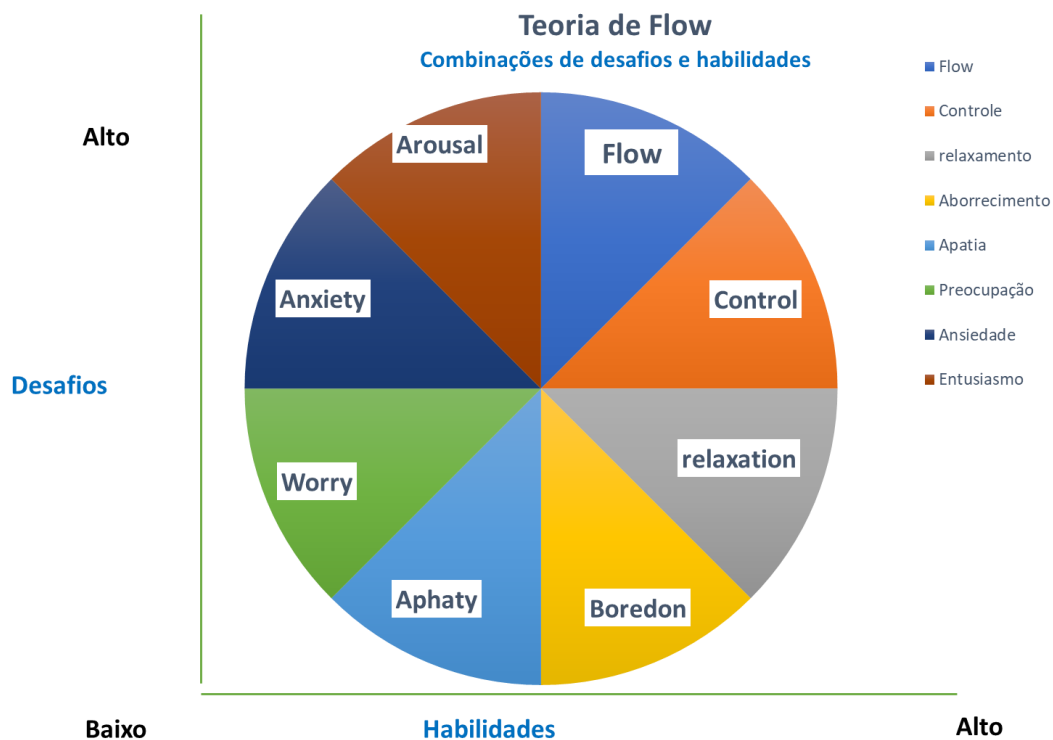 Teoria de Flow
Combinações de desafios e habilidades
Alto
Desafios
Baixo
Habilidades
Alto
Arousal
Flow
Anxiety
Control
Worry
relaxation
Aphaty
Boredon
Flow
Controle
relaxamento
Aborrecimento
Apatia
Preocupação
Ansiedade
Entusiasmo